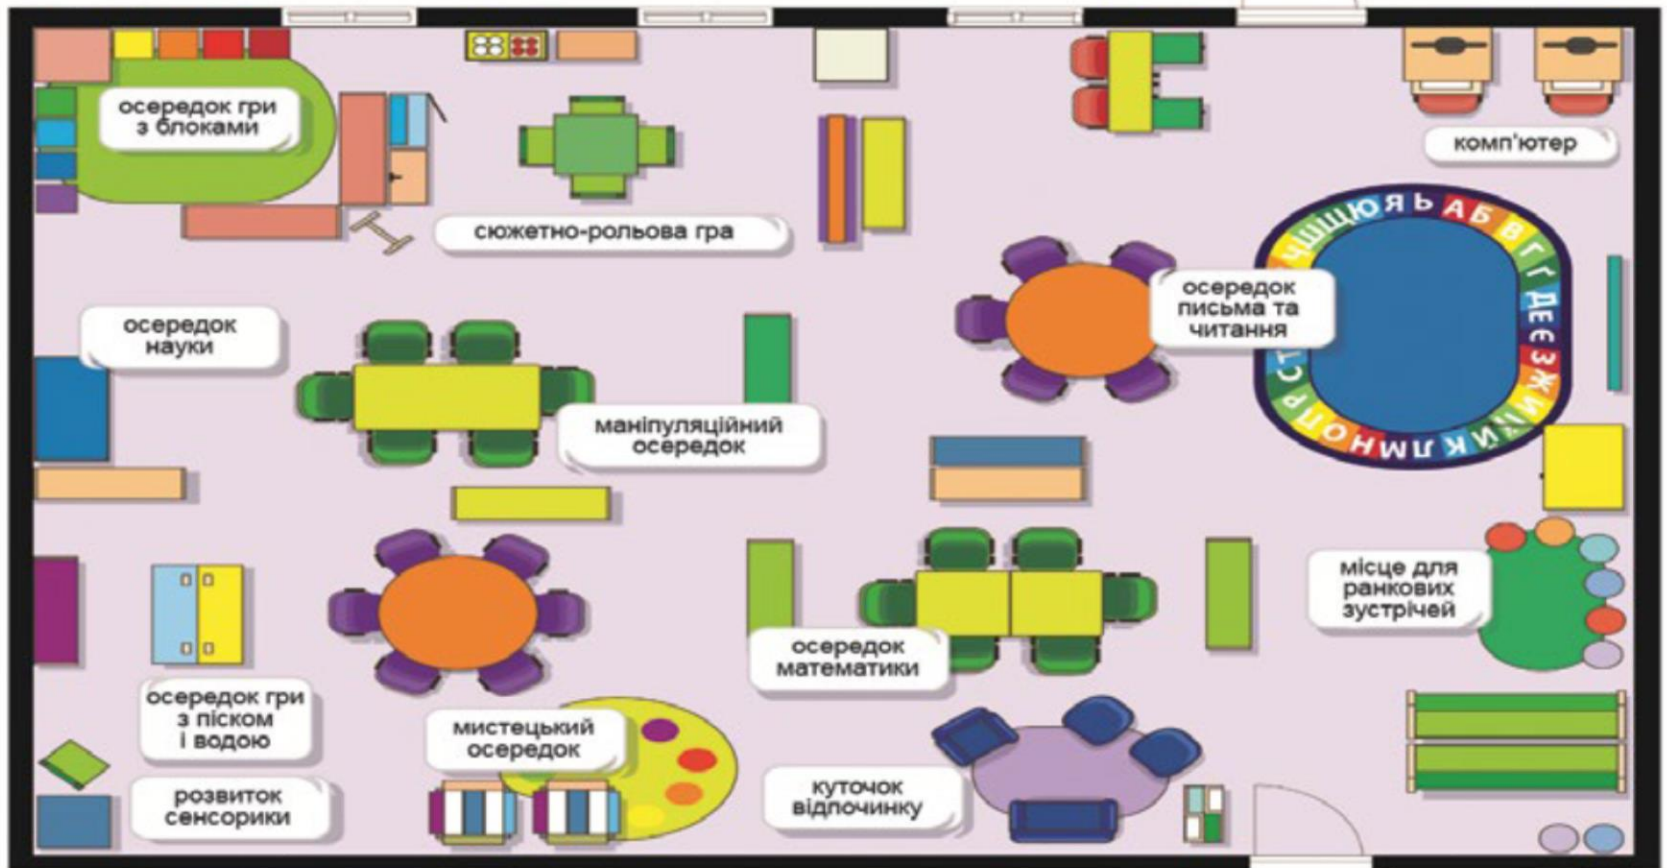 осередок гри
з блоками
сюжетно-рольова гра
комп'ютер
осередок
письма та
читання
А Б В Г Ґ Д Е Є З Ж И Й К Л М Н О П Р С Т Ч Ш Щ Ю Я Ь
осередок
науки
маніпуляційний
осередок
місце для
ранкових
зустрічей
осередок
математики
осередок гри
з піском
і водою
мистецький
осередок
розвиток
сенсорики
куточок
відпочинку